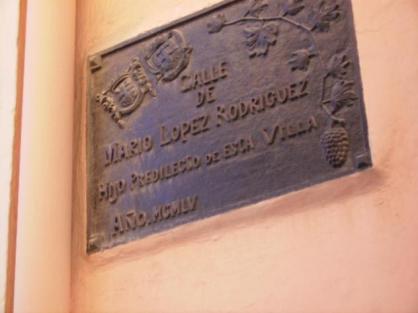 CALLE
DE
MARIO LOPEZ RODRIGUEZ
HIJO PREDILECTO DE ESTA VILLA
AÑO. MCMLV